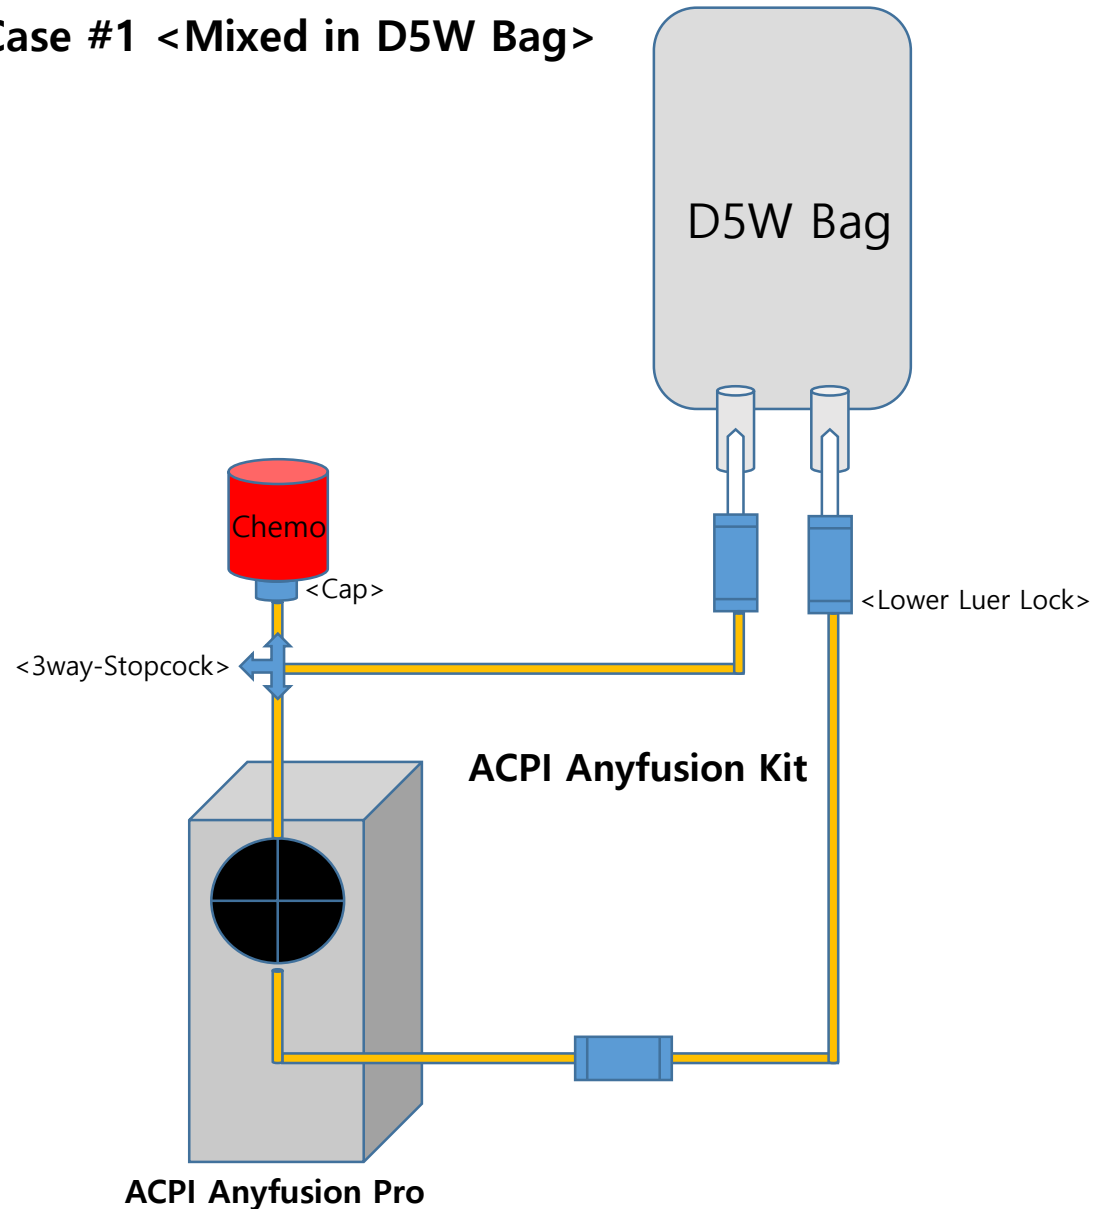 Case #1 <Mixed in D5W Bag>
D5W Bag
Chemo
<Cap>
<Lower Luer Lock>
<3way-Stopcock>
ACPI Anyfusion Kit
ACPI Anyfusion Pro